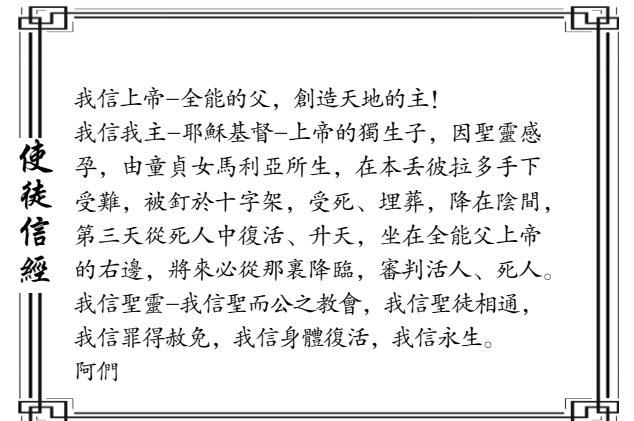 使徒信經
我信上帝–全能的父，創造天地的主！
我信我主–耶穌基督–上帝的獨生子，因聖靈感
孕，由童貞女馬利亞所生，在本丟彼拉多手下
受難，被釘於十字架，受死、埋葬，降在陰間，
第三天從死人中復活、升天，坐在全能父上帝
的右邊，將來必從那裏降臨，審判活人、死人。
我信聖靈–我信聖而公之教會，我信聖徒相通，
我信罪得赦免，我信身體復活，我信永生。
阿們